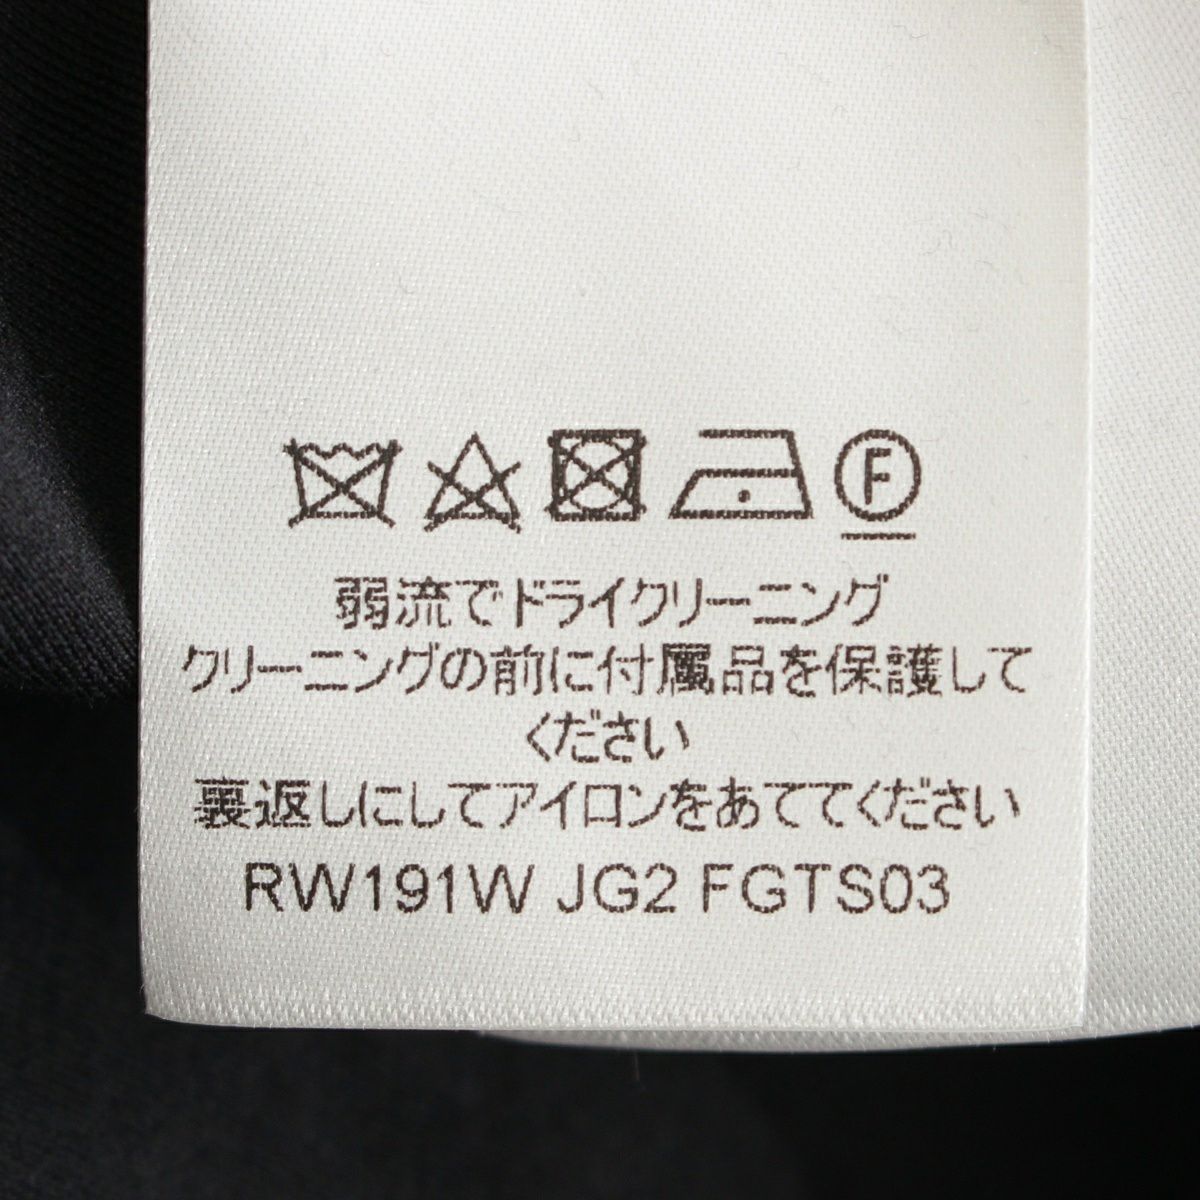 F
弱流でドライクリーニング
クリーニングの前に付属品を保護して
ください
裏返しにしてアイロンをあててください
RW191W JG2 FGTS03